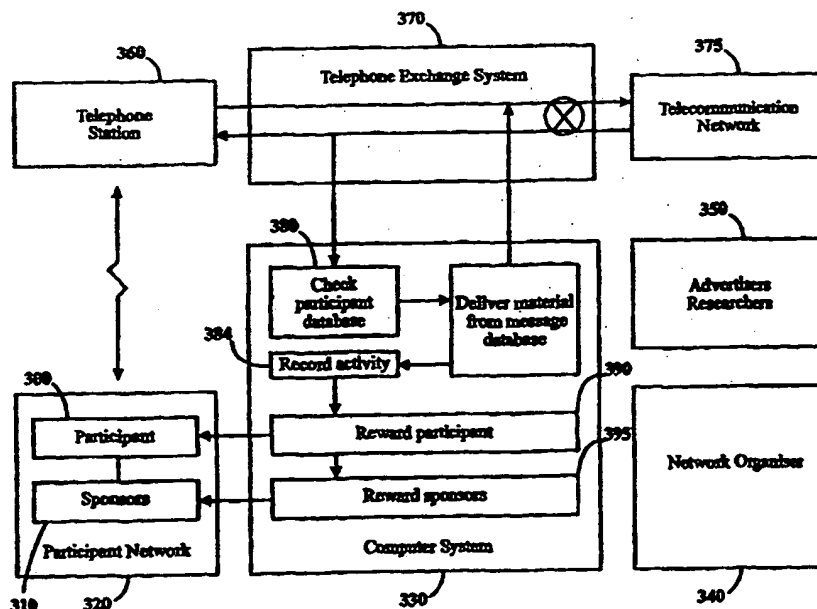 370
360
375
Telephone Exchange System
Telephone
Station
Telecommunication
Network
380
350
Check
participant
database
Deliver material
from message
database
Advertisers
Researchers
384
Record activity
300
390
Participant
Reward participant
395
Network Organiser
Sponsors
Reward sponsors
Participant Network
Computer System
310
320
330
340